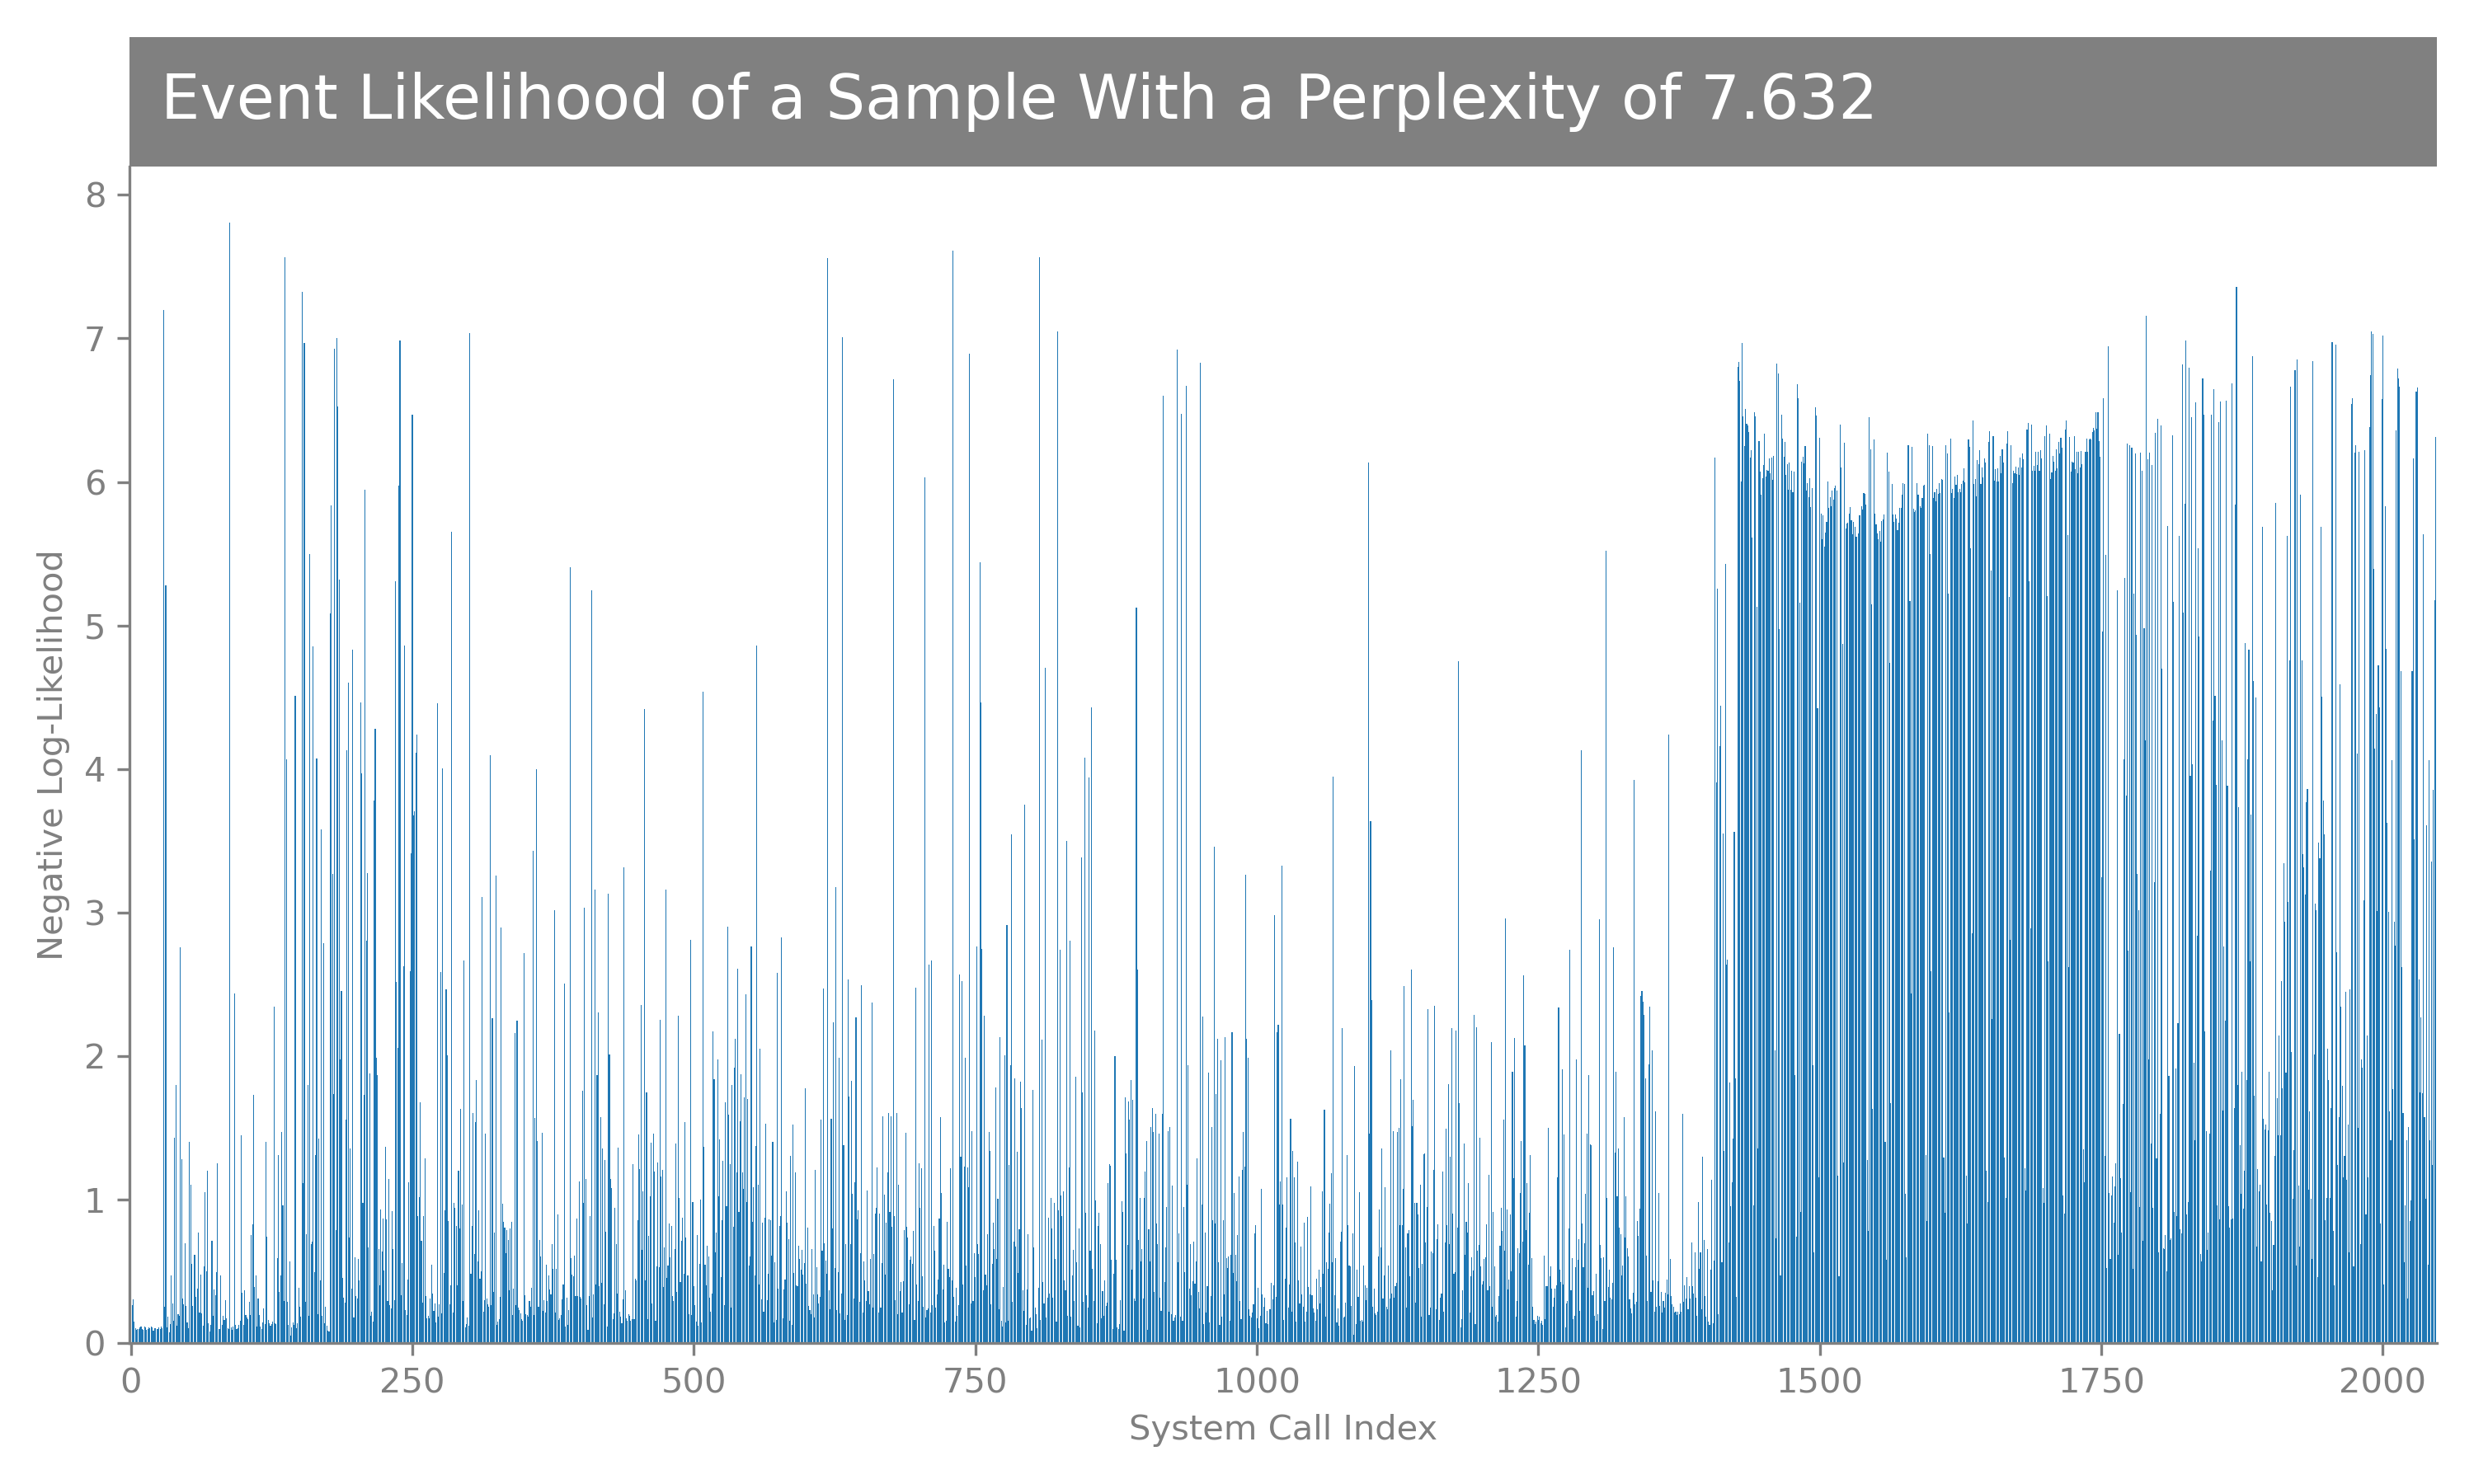 Event Likelihood of a Sample With a Perplexity of 7.632
8
7
6
5
4
3
2
1
0
Negative Log-Likelihood
0 250 500 750 1000 1250 1500 1750 2000
System Call Index